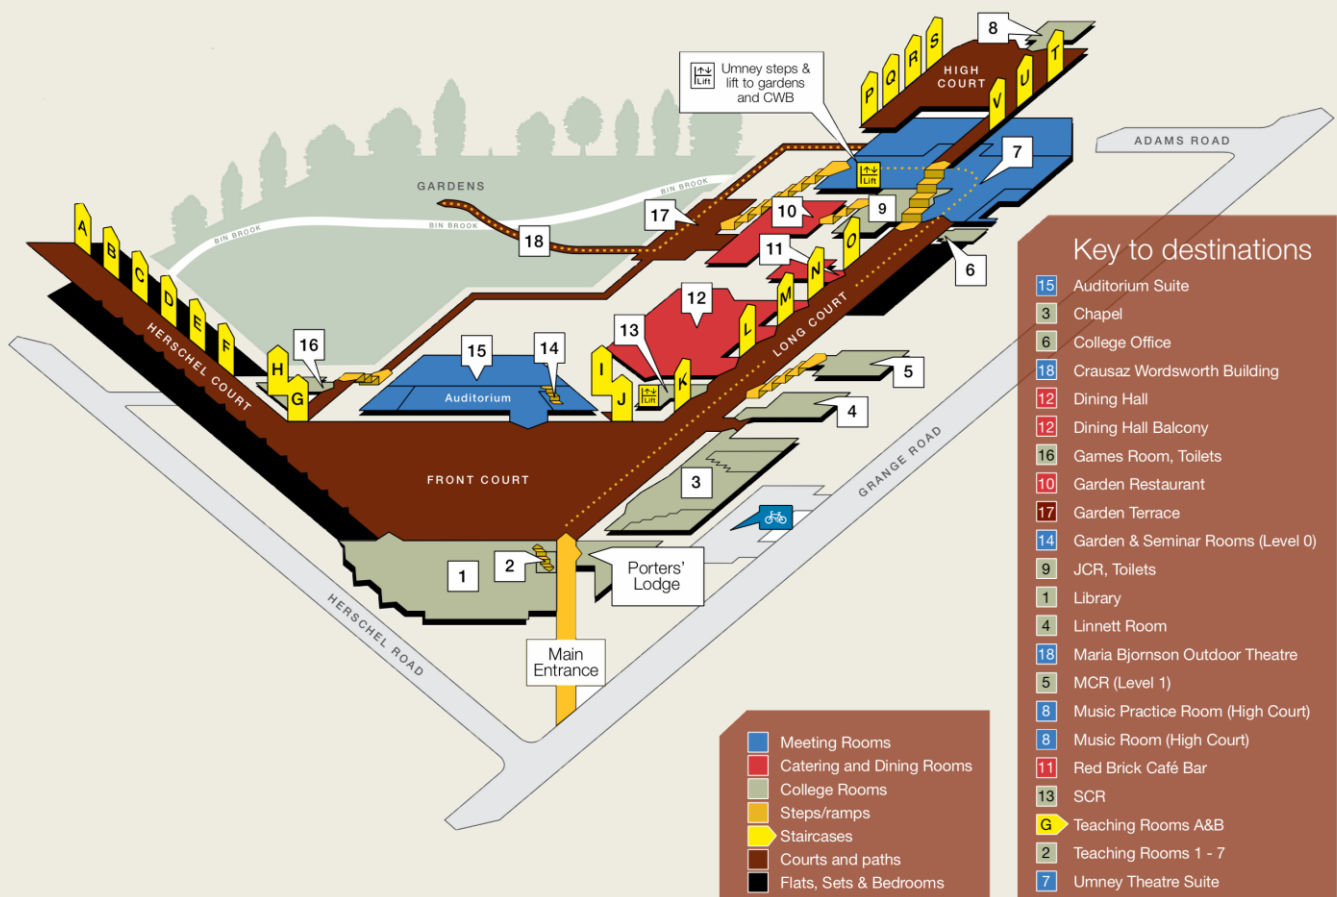 8
S
R
Q
P
T
U
V
HIGH
COURT
Lift
Umney steps &
lift to gardens
and CWB
ADAMS ROAD
7
Lift
GARDENS
BIN BROOK
BIN BROOK
BIN BROOK
17
10
9
18
11
O
N
6
A
B
C
D
E
F
H
G
HERSCHEL COURT
16
15
14
Auditorium
12
13
M
L
LONG COURT
I
J
Lift
K
5
4
GRANGE ROAD
FRONT COURT
3
1
2
Porters'
Lodge
HERSCHEL ROAD
Main
Entrance
Meeting Rooms
Catering and Dining Rooms
College Rooms
Steps/ramps
Staircases
Courts and paths
Flats, Sets & Bedrooms
Key to destinations
15 Auditorium Suite
3 Chapel
6 College Office
18 Crausaz Wordsworth Building
12 Dining Hall
12 Dining Hall Balcony
16 Games Room, Toilets
10 Garden Restaurant
17 Garden Terrace
14 Garden & Seminar Rooms (Level 0)
9 JCR, Toilets
1 Library
4 Linnett Room
18 Maria Bjornson Outdoor Theatre
5 MCR (Level 1)
8 Music Practice Room (High Court)
8 Music Room (High Court)
11 Red Brick Café Bar
13 SCR
G Teaching Rooms A&B
2 Teaching Rooms 1 - 7
7 Umney Theatre Suite